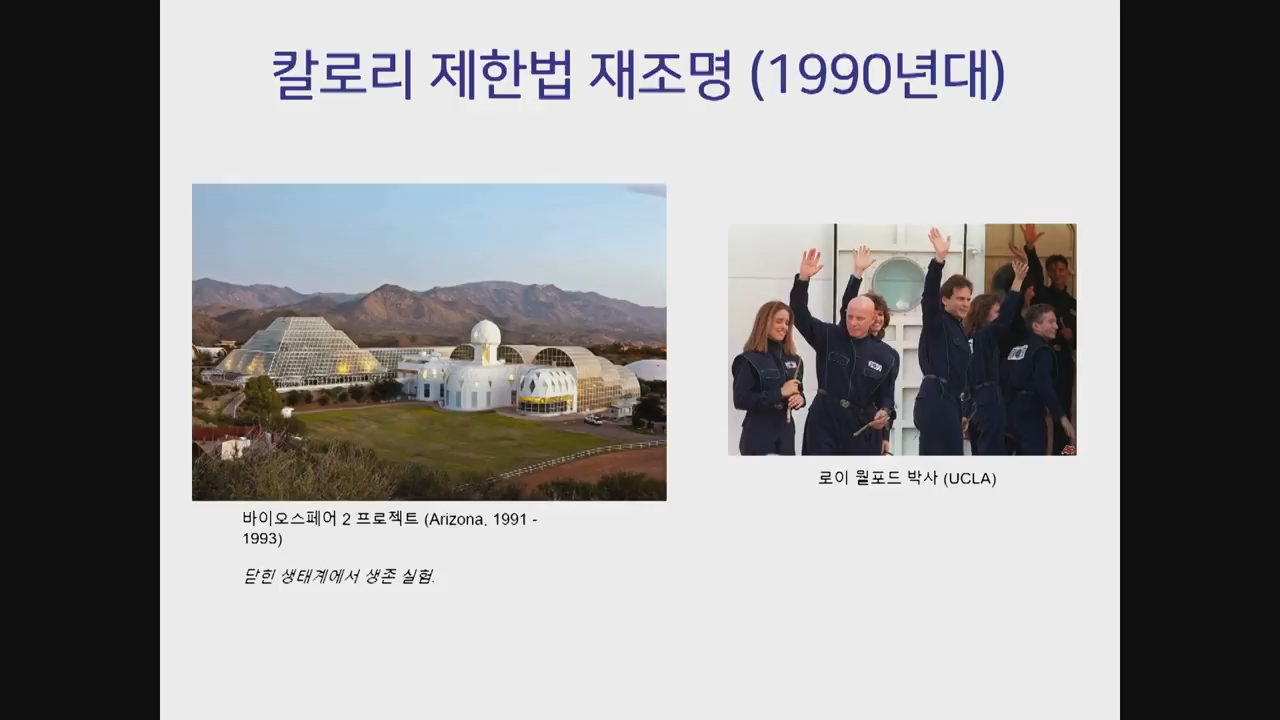 칼로리 제한법 재조명 (1990년대)
로이 월포드 박사 (UCLA)
바이오스페어 2 프로젝트 (Arizona, 1991 -
1993)
닫힌 생태계에서 생존 실험.